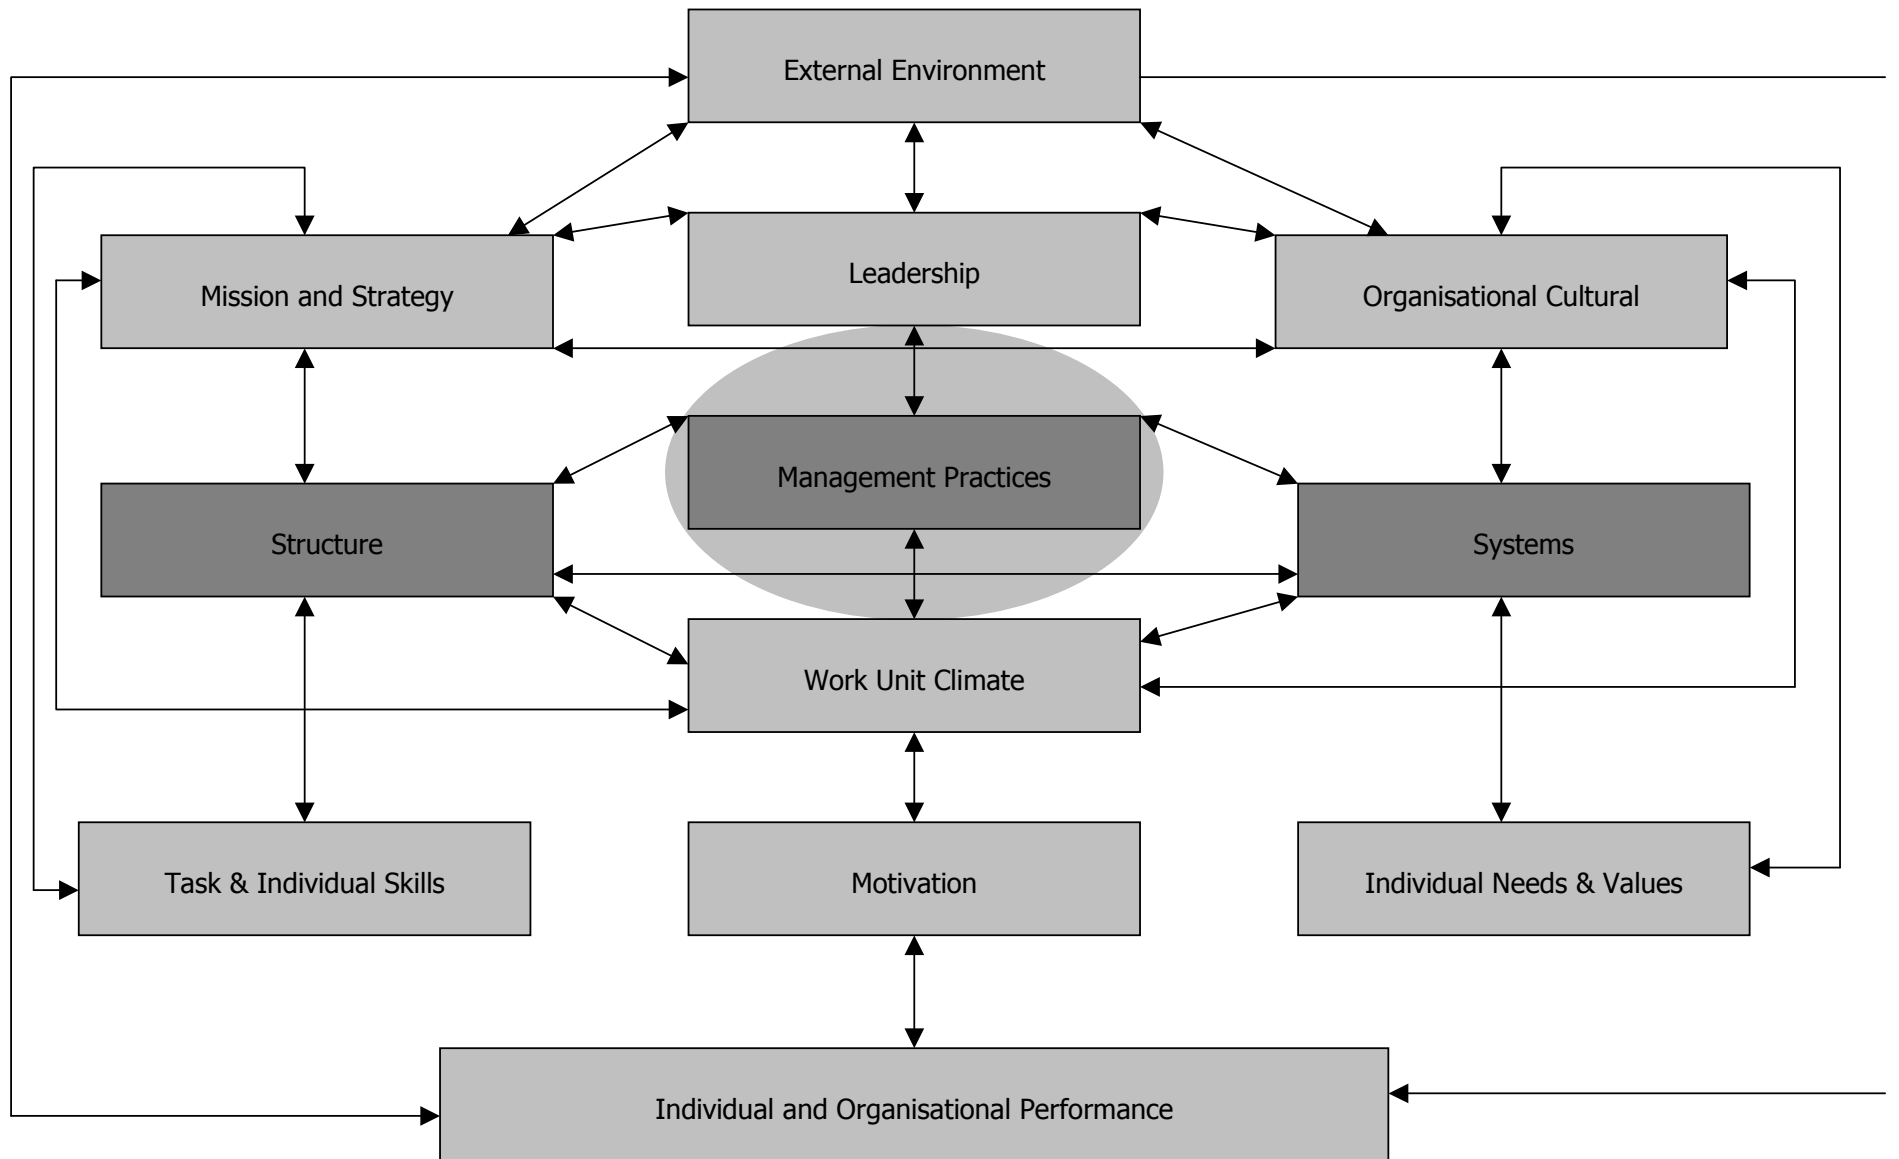 External Environment
Leadership
Mission and Strategy
Organisational Cultural
Management Practices
Structure
Systems
Work Unit Climate
Task & Individual Skills
Motivation
Individual Needs & Values
Individual and Organisational Performance